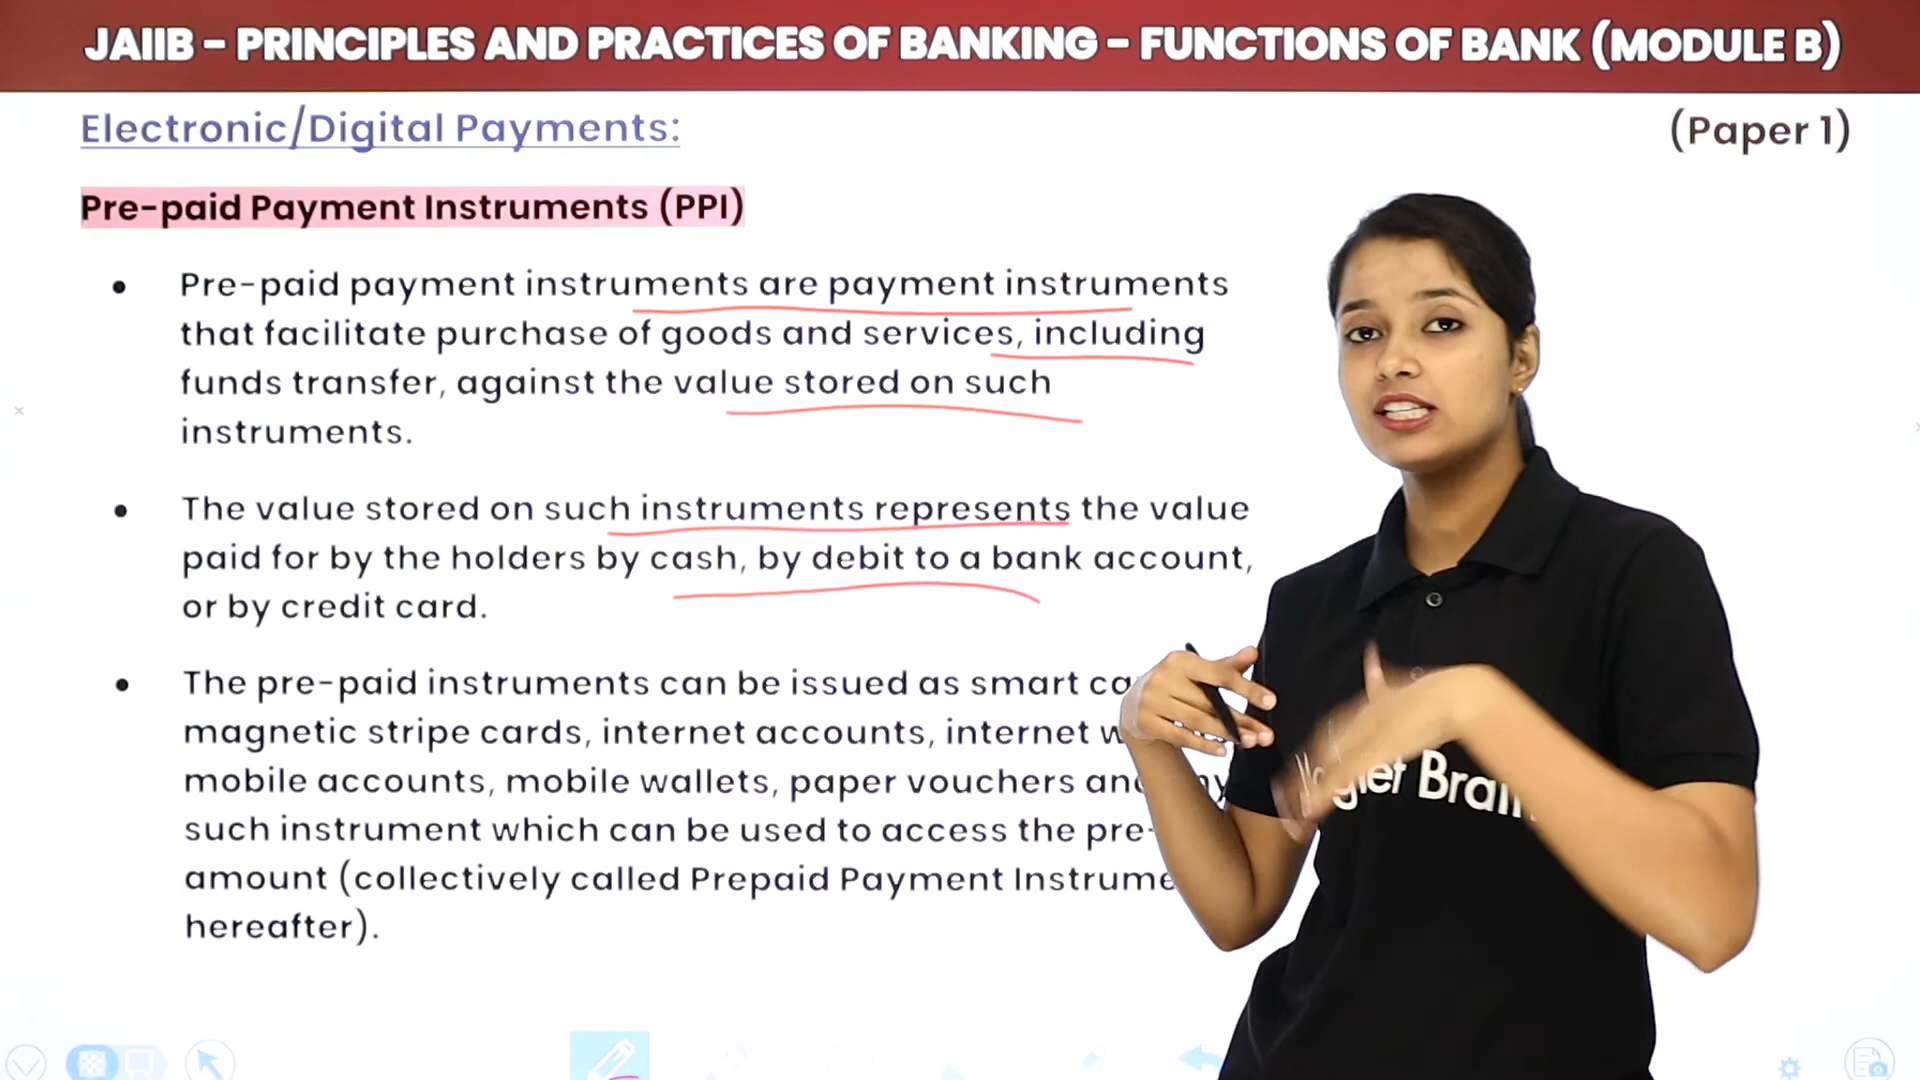 JAIIB – PRINCIPLES AND PRACTICES OF BANKING – FUNCTIONS OF BANK (MODULE B)
Electronic/Digital Payments:
(Paper 1)
Pre-paid Payment Instruments (PPI)
• Pre-paid payment instruments are payment instruments
that facilitate purchase of goods and services, including
funds transfer, against the value stored on such
instruments.
• The value stored on such instruments represents the value
paid for by the holders by cash, by debit to a bank account,
or by credit card.
• The pre-paid instruments can be issued as smart
magnetic stripe cards, internet accounts, internet
mobile accounts, mobile wallets, paper vouchers
such instrument which can be used to access the pre-
amount (collectively called Prepaid Payment
hereafter).